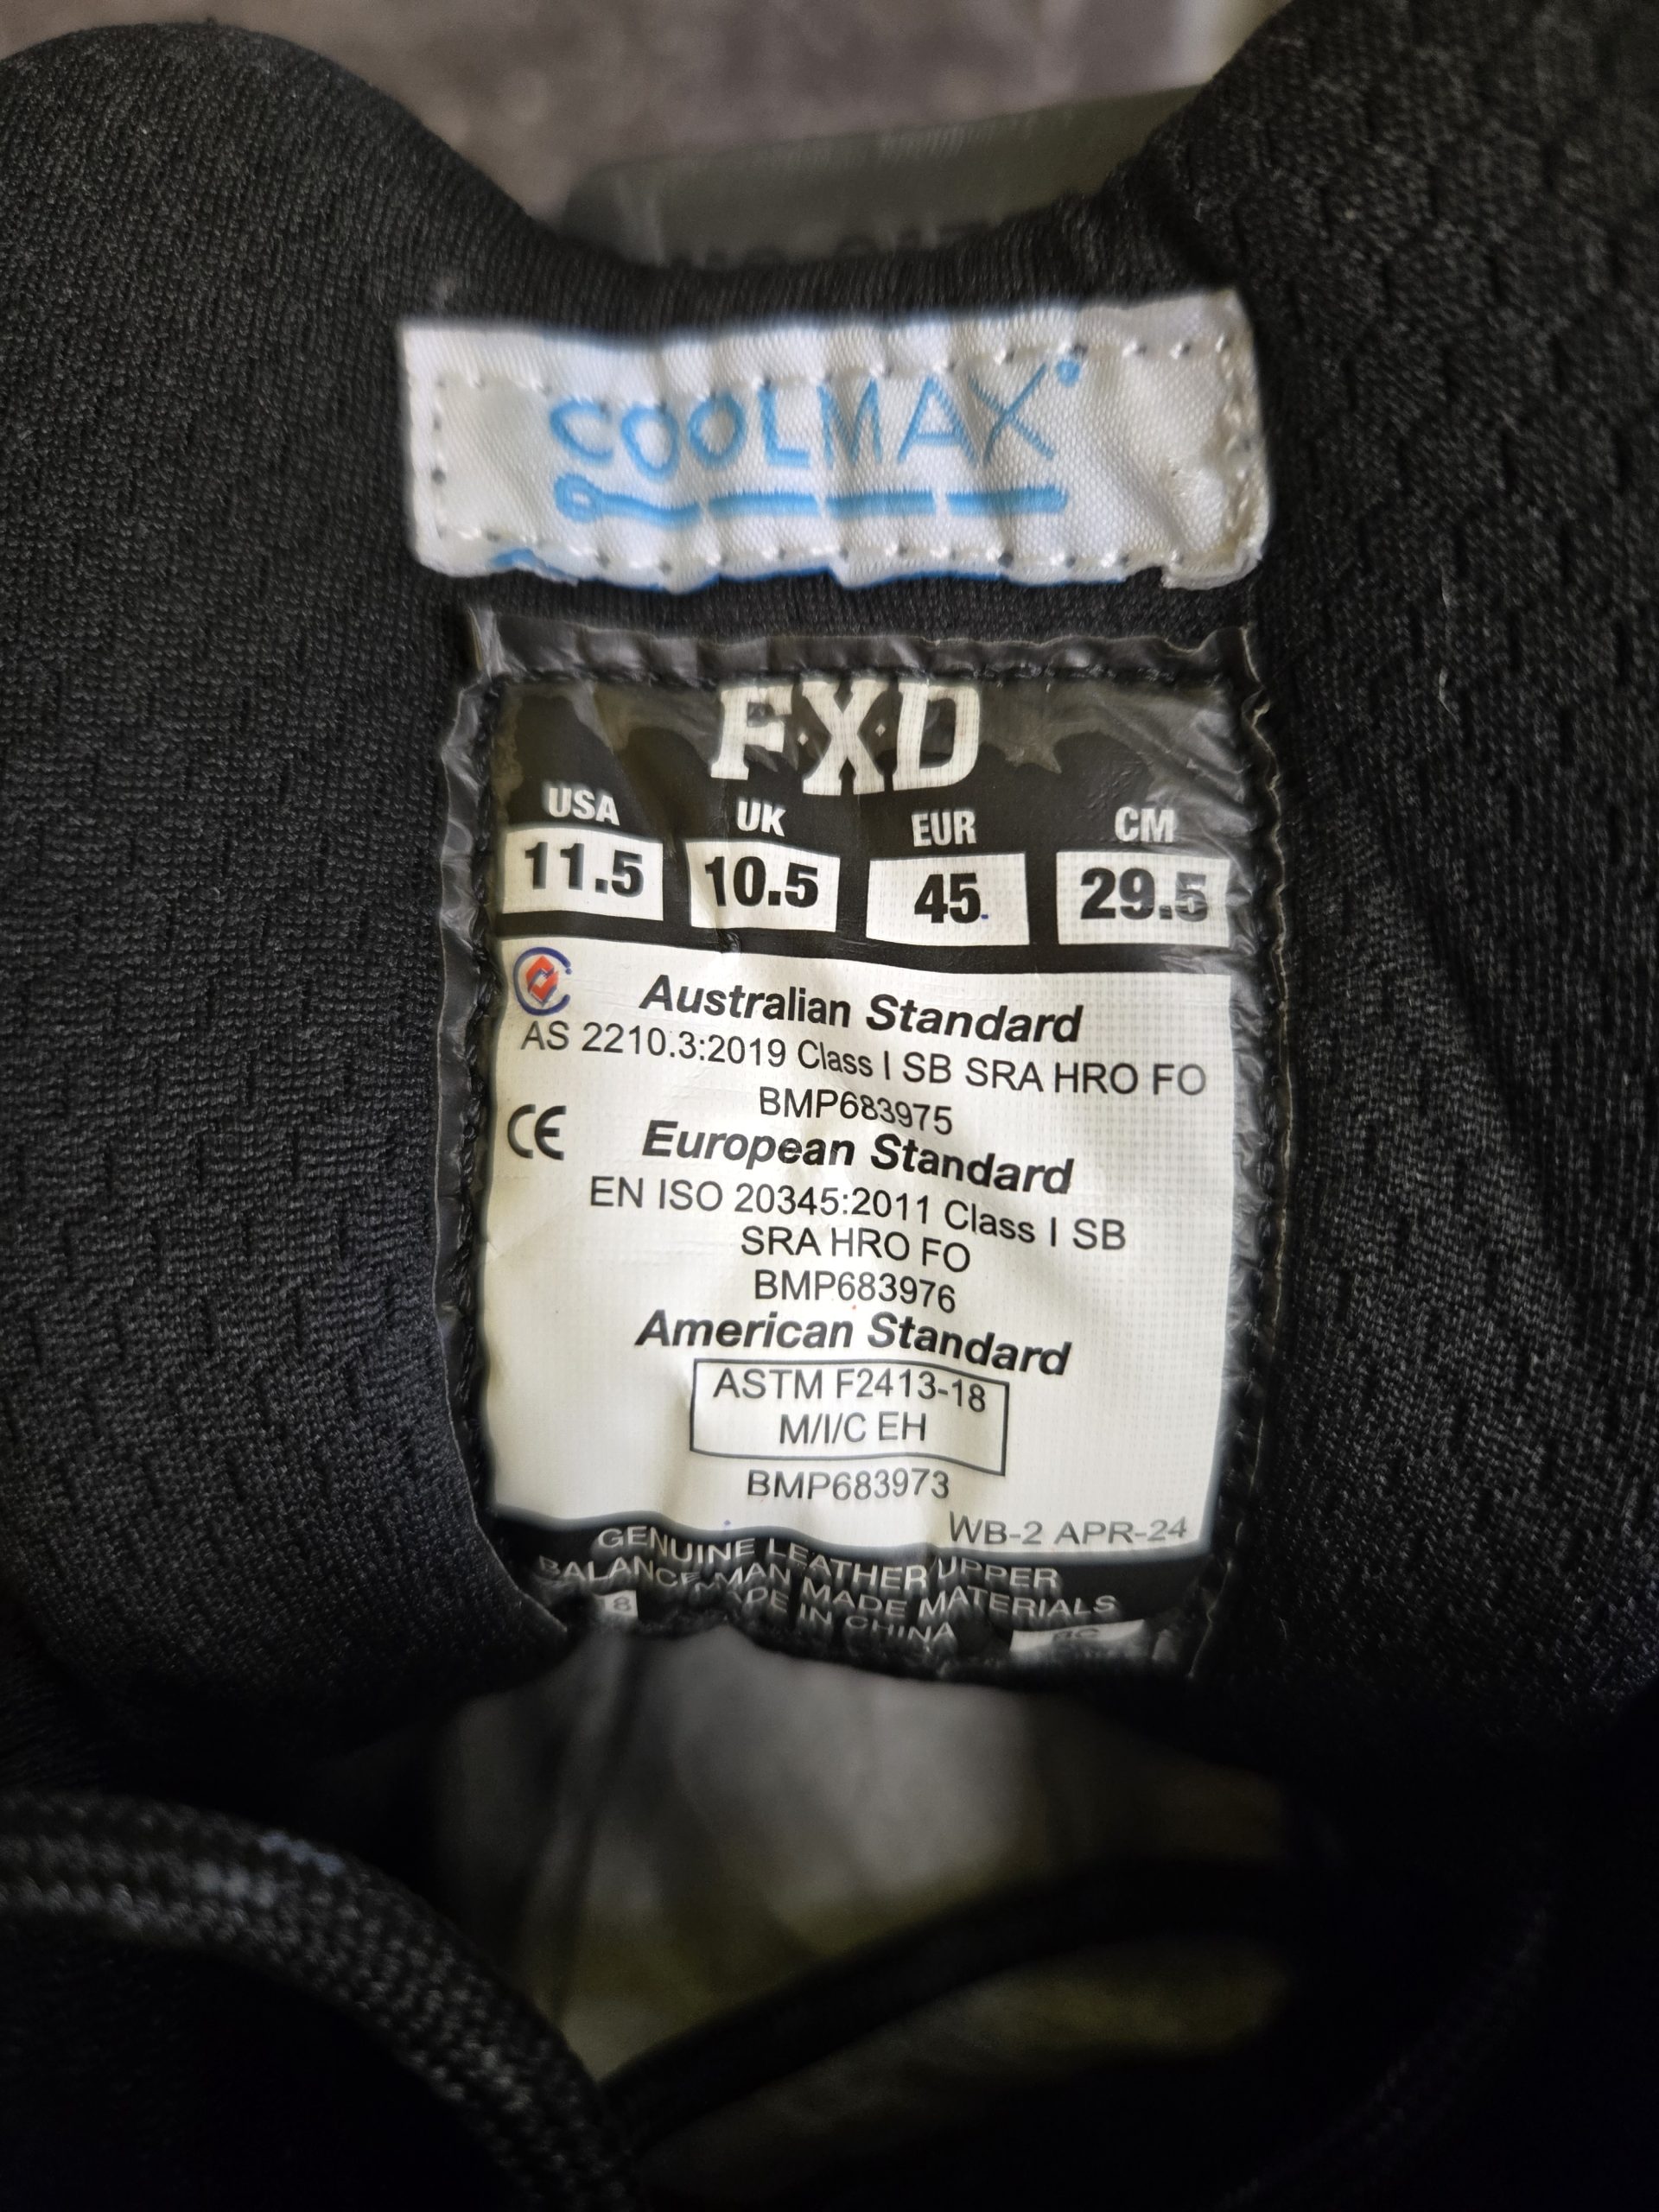 COOLMAX®
FXD
USA UK EUR CM
11.5 10.5 45 29.5
Australian Standard
AS 2210.3:2019 Class I SB SRA HRO FO
BMP683975
CE European Standard
EN ISO 20345:2011 Class I SB
SRA HRO FO
BMP683976
American Standard
ASTM F2413-18
M/I/C EH
BMP683973
WB-2 APR-24
GENUINE LEATHER UPPER
BALANCE MAN MADE MATERIALS
MADE IN CHINA
8